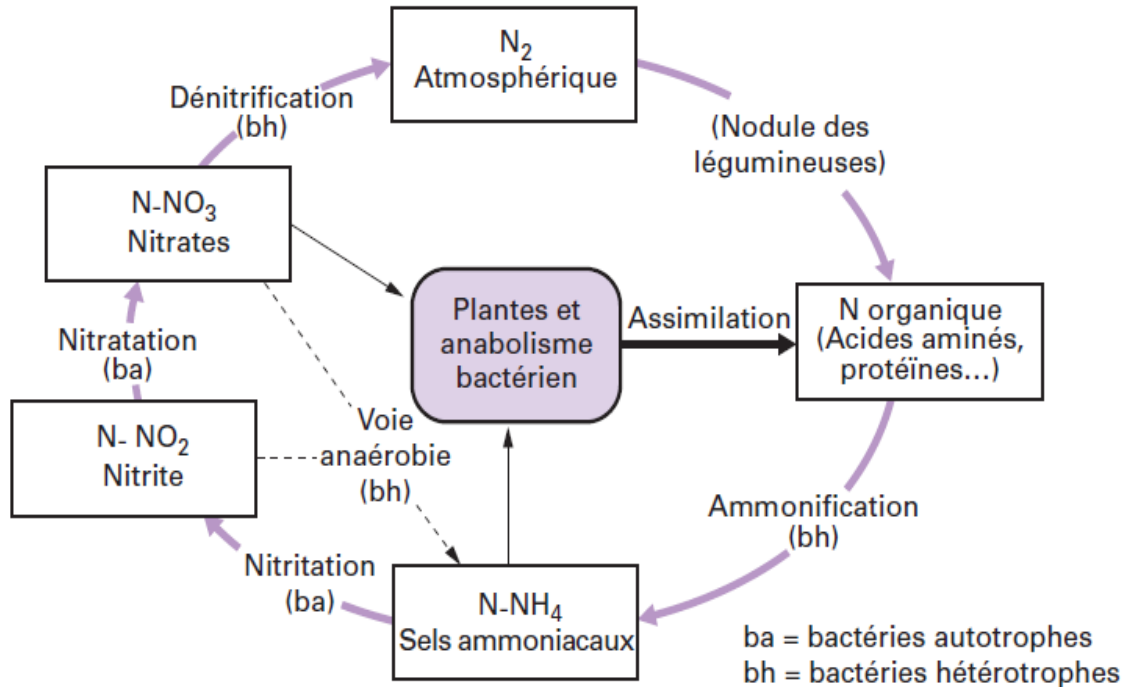 N₂
Atmosphérique
Dénitrification
(bh)
(Nodule des
légumineuses)
N-NO₃
Nitrates
Plantes et
anabolisme
bactérien
Assimilation
N organique
(Acides aminés,
protéïnes...)
Nitratation
(ba)
N- NO₂
Nitrite
Voie
anaérobie
(bh)
Ammonification
(bh)
Nitritation
(ba)
N-NH₄
Sels ammoniacaux
ba = bactéries autotrophes
bh = bactéries hétérotrophes